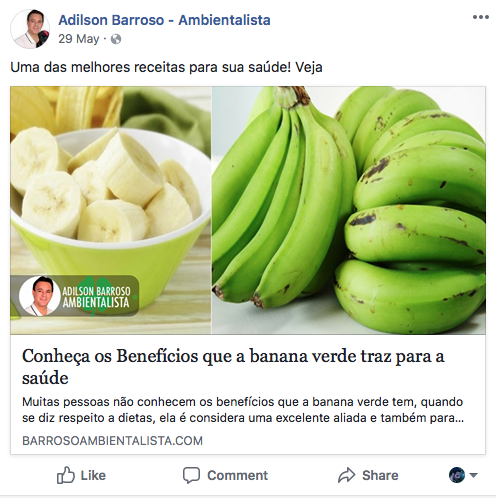 Adilson Barroso - Ambientalista
29 May ·
Uma das melhores receitas para sua saúde! Veja
ADILSON BARROSO
AMBIENTALISTA
Conheça os Benefícios que a banana verde traz para a
saúde
Muitas pessoas não conhecem os benefícios que a banana verde tem, quando
se diz respeito a dietas, ela é considera uma excelente aliada e também para...
BARROSOAMBIENTALISTA.COM
Like Comment Share